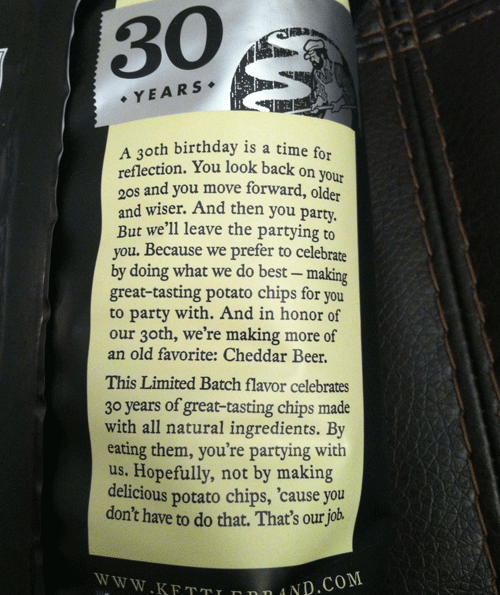 30
• YEARS •
A 30th birthday is a time for
reflection. You look back on your
20s and you move forward, older
and wiser. And then you party.
But we'll leave the partying to
you. Because we prefer to celebrate
by doing what we do best — making
great-tasting potato chips for you
to party with. And in honor of
our 30th, we're making more of
an old favorite: Cheddar Beer.
This Limited Batch flavor celebrates
30 years of great-tasting chips made
with all natural ingredients. By
eating them, you're partying with
us. Hopefully, not by making
delicious potato chips, 'cause you
don't have to do that. That's our job.
WWW.KETTLEBRAND.COM